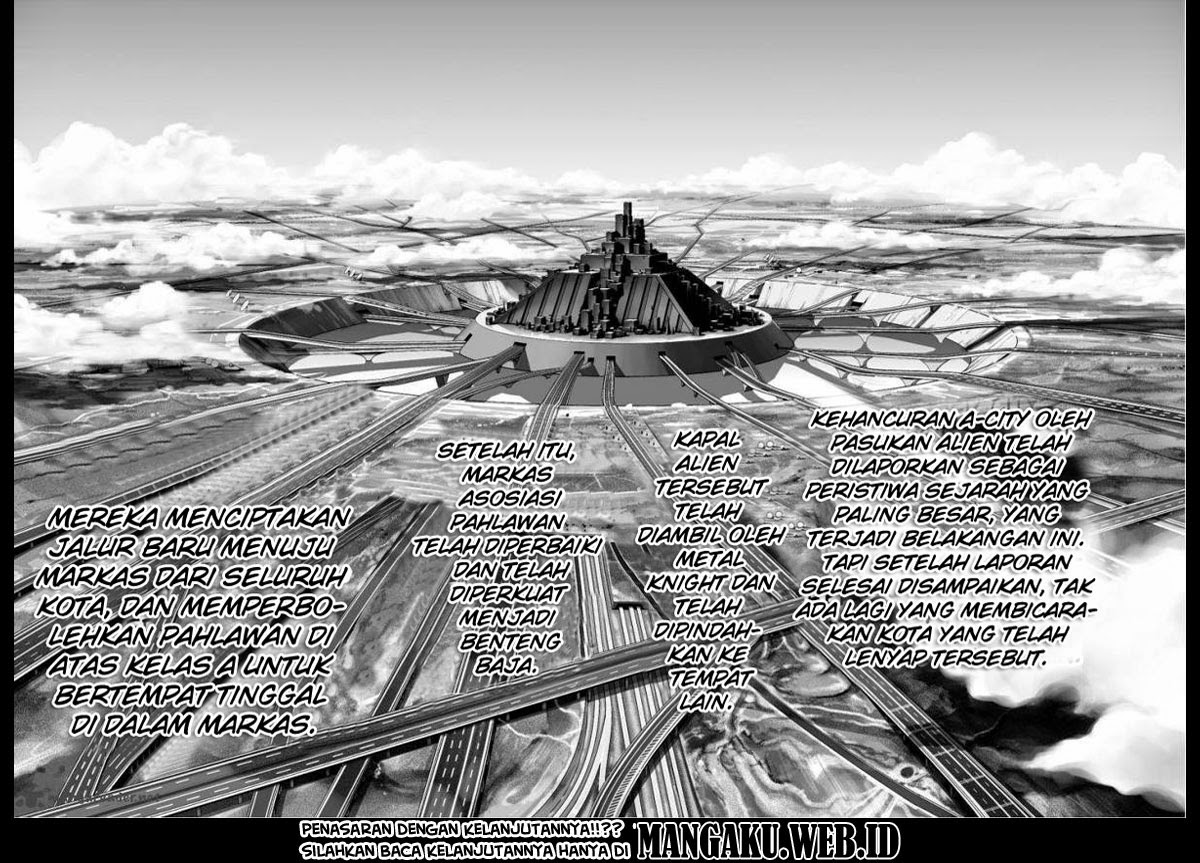 KEHANCURAN A-CITY OLEH
PASUKAN ALIEN TELAH
DILAPORKAN SEBAGAI
PERISTIWA SEJARAH YANG
PALING BESAR, YANG
TERJADI BELAKANGAN INI.
TAPI SETELAH LAPORAN
SELESAI DISAMPAIKAN, TAK
ADA LAGI YANG MEMBICARA-
KAN KOTA YANG TELAH
LENYAP TERSEBUT.
KAPAL
ALIEN
TERSEBUT
TELAH
DIAMBIL OLEH
METAL
KNIGHT DAN
TELAH
DIPINDAH-
KAN KE
TEMPAT
LAIN.
SETELAH ITU,
MARKAS
ASOSIASI
PAHLAWAN
TELAH DIPERBAIKI
DAN TELAH
DIPERKUAT
MENJADI
BENTENG
BAJA.
MEREKA MENCIPTAKAN
JALUR BARU MENUJU
MARKAS DARI SELURUH
KOTA, DAN MEMPERBO-
LEHKAN PAHLAWAN DI
ATAS KELAS A UNTUK
BERTEMPAT TINGGAL
DI DALAM MARKAS.
PENASARAN DENGAN KELANJUTANNYA!!??
SILAHKAN BACA KELANJUTANNYA HANYA DI
MANGAKU.WEB.ID